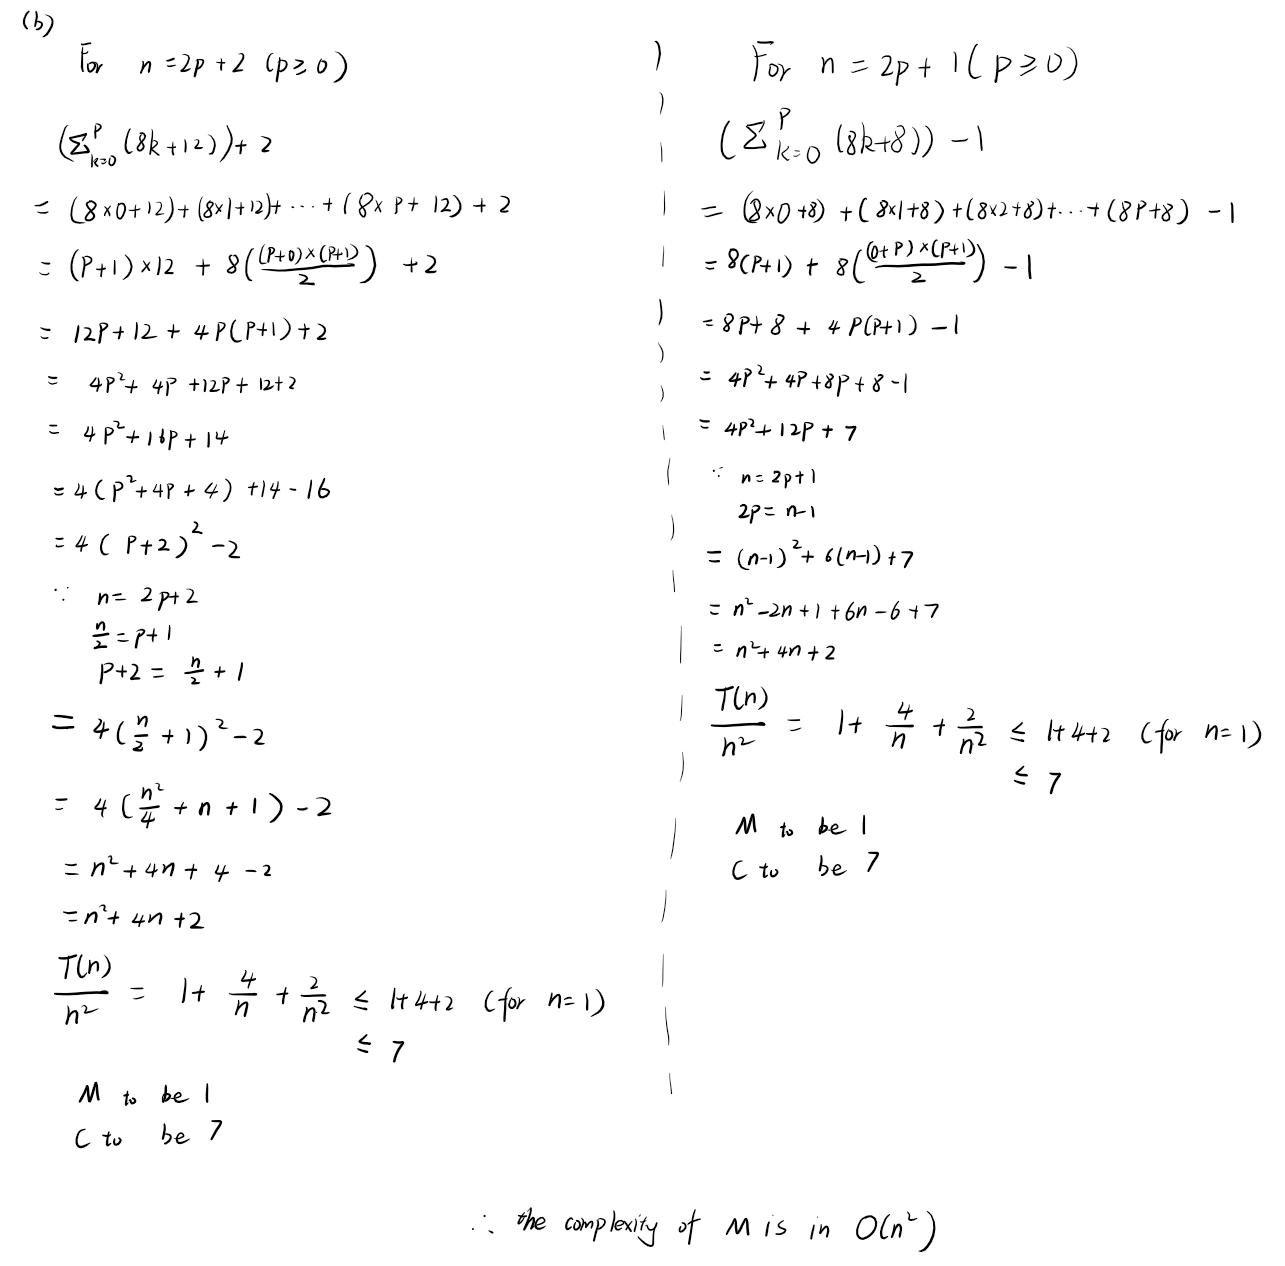 (b)
For n = 2p + 2 (p ≥ 0)
(∑_{k=0}^{p} (8k + 12)) + 2
= (8×0+12) + (8×1+12) + ... + (8×p + 12) + 2
= (p+1)×12 + 8((p+0)×(p+1)/2) + 2
= 12p + 12 + 4p(p+1) + 2
= 4p² + 4p + 12p + 12 + 2
= 4p² + 16p + 14
= 4(p² + 4p + 4) + 14 - 16
= 4(p+2)² - 2
∵ n = 2p+2
n/2 = p+1
p+2 = n/2 + 1
= 4(n/2 + 1)² - 2
= 4(n²/4 + n + 1) - 2
= n² + 4n + 4 - 2
= n² + 4n + 2
T(n)/n² = 1 + 4/n + 2/n² ≤ 1+4+2 (for n=1)
≤ 7
M to be 1
C to be 7
For n = 2p + 1 (p ≥ 0)
(∑_{k=0}^{p} (8k+8)) - 1
= (8×0+8) + (8×1+8) + (8×2+8) + ... + (8p+8) - 1
= 8(p+1) + 8((0+p)×(p+1)/2) - 1
= 8p + 8 + 4p(p+1) - 1
= 4p² + 4p + 8p + 8 - 1
= 4p² + 12p + 7
∵ n = 2p+1
2p = n-1
= (n-1)² + 6(n-1) + 7
= n² - 2n + 1 + 6n - 6 + 7
= n² + 4n + 2
T(n)/n² = 1 + 4/n + 2/n² ≤ 1+4+2 (for n=1)
≤ 7
M to be 1
C to be 7
∴ the complexity of M is in O(n²)